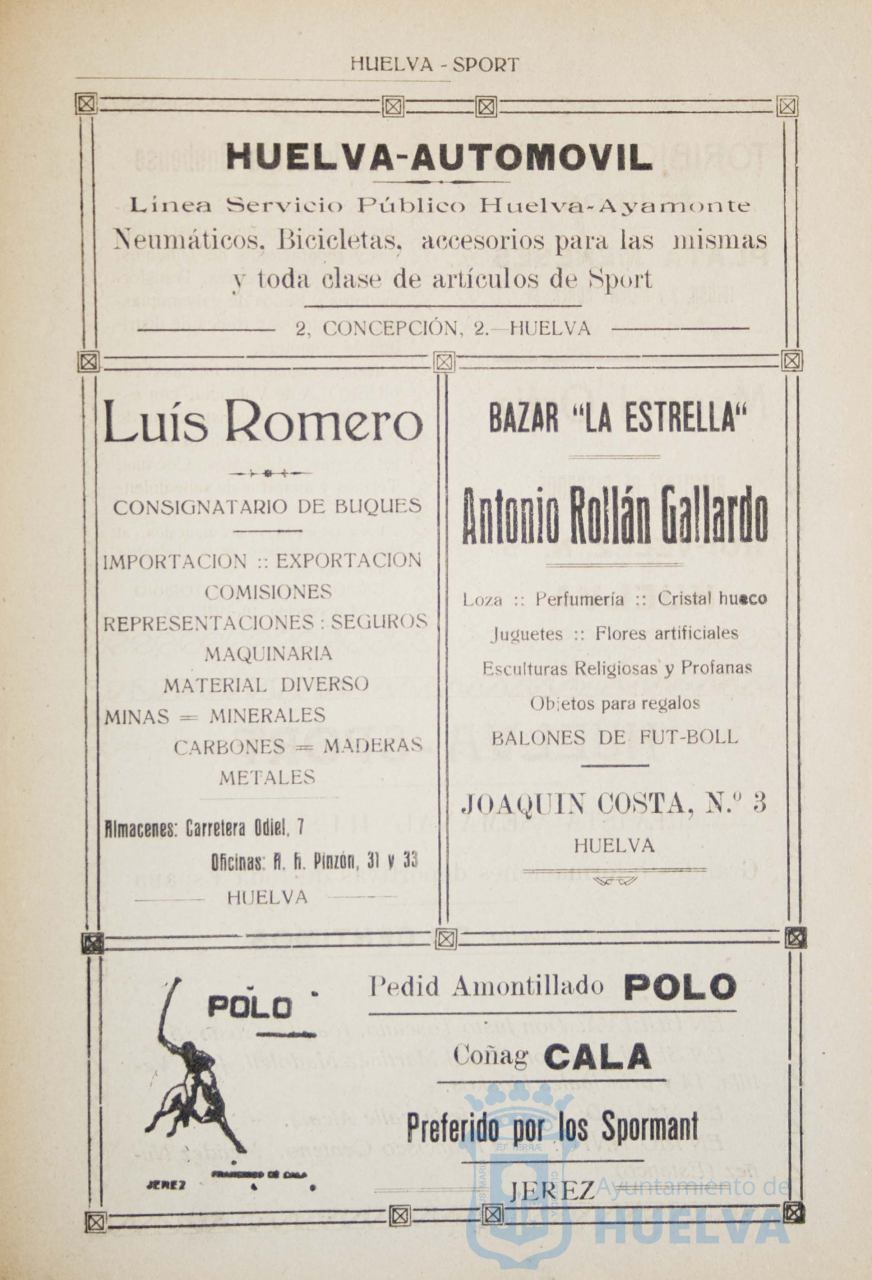 HUELVA - SPORT
HUELVA-AUTOMOVIL
Línea Servicio Público Huelva-Ayamonte
Neumáticos, Bicicletas, accesorios para las mismas
y toda clase de artículos de Sport
2, CONCEPCIÓN, 2.—HUELVA
Luís Romero
CONSIGNATARIO DE BUQUES
IMPORTACION :: EXPORTACION
COMISIONES
REPRESENTACIONES : SEGUROS
MAQUINARIA
MATERIAL DIVERSO
MINAS = MINERALES
CARBONES = MADERAS
METALES
Almacenes: Carretera Odiel, 7
Oficinas: A. h. Pinzón, 31 y 33
HUELVA
BAZAR “LA ESTRELLA“
Antonio Rollán Gallardo
Loza :: Perfumería :: Cristal hueco
Juguetes :: Flores artificiales
Esculturas Religiosas y Profanas
Objetos para regalos
BALONES DE FUT-BOLL
JOAQUIN COSTA, N.º 3
HUELVA
POLO
FRANCISCO DE CALA
JEREZ
Pedid Amontillado POLO
Coñag CALA
Preferido por los Spormant
JEREZ
Ayuntamiento de
HUELVA